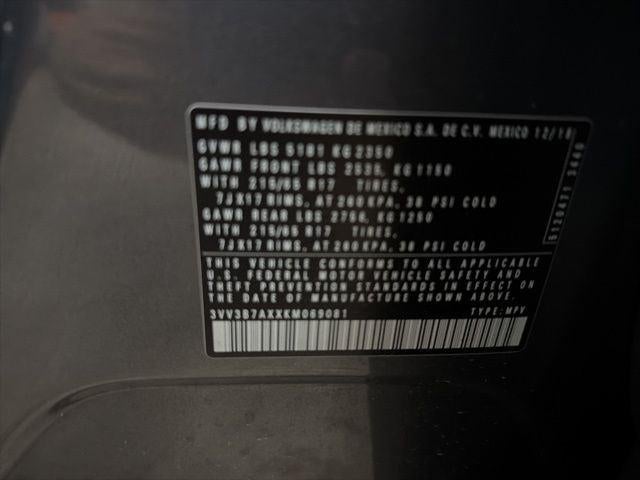 MFD BY VOLKSWAGEN DE MEXICO S.A. DE C.V. MEXICO 12/18
GVWR LBS 5181 KG 2350
GAWR FRONT LBS 2535, KG 1150
WITH 215/65 R17 TIRES,
7JX17 RIMS, AT 260 KPA, 38 PSI COLD
GAWR REAR LBS 2756, KG 1250
WITH 215/65 R17 TIRES,
7JX17 RIMS, AT 260 KPA, 38 PSI COLD
THIS VEHICLE CONFORMS TO ALL APPLICABLE
U.S. FEDERAL MOTOR VEHICLE SAFETY AND
THEFT PREVENTION STANDARDS IN EFFECT ON
THE DATE OF MANUFACTURE SHOWN ABOVE.
3VV3B7AXXKM069081 TYPE: MPV